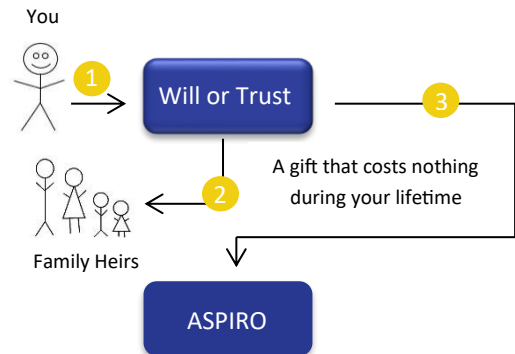 You
1
Will or Trust
3
A gift that costs nothing
during your lifetime
2
Family Heirs
ASPIRO